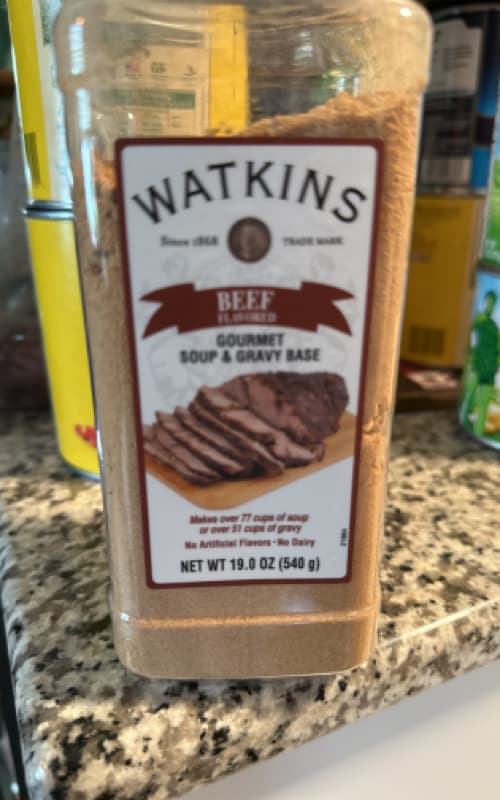 WATKINS
Since 1868 TRADE MARK
BEEF
FLAVORED
GOURMET
SOUP & GRAVY BASE
Makes over 77 cups of soup
or over 51 cups of gravy
No Artificial Flavors • No Dairy
NET WT 19.0 OZ (540 g)